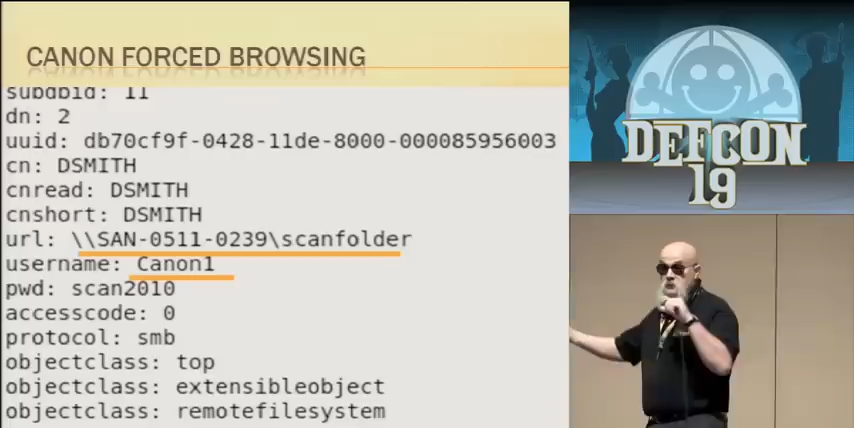 CANON FORCED BROWSING
subdbid: 11
dn: 2
uuid: db70cf9f-0428-11de-8000-000085956003
cn: DSMITH
cnread: DSMITH
cnshort: DSMITH
url: \\SAN-0511-0239\scanfolder
username: Canon1
pwd: scan2010
accesscode: 0
protocol: smb
objectclass: top
objectclass: extensibleobject
objectclass: remotefilesystem
DEFCON
19